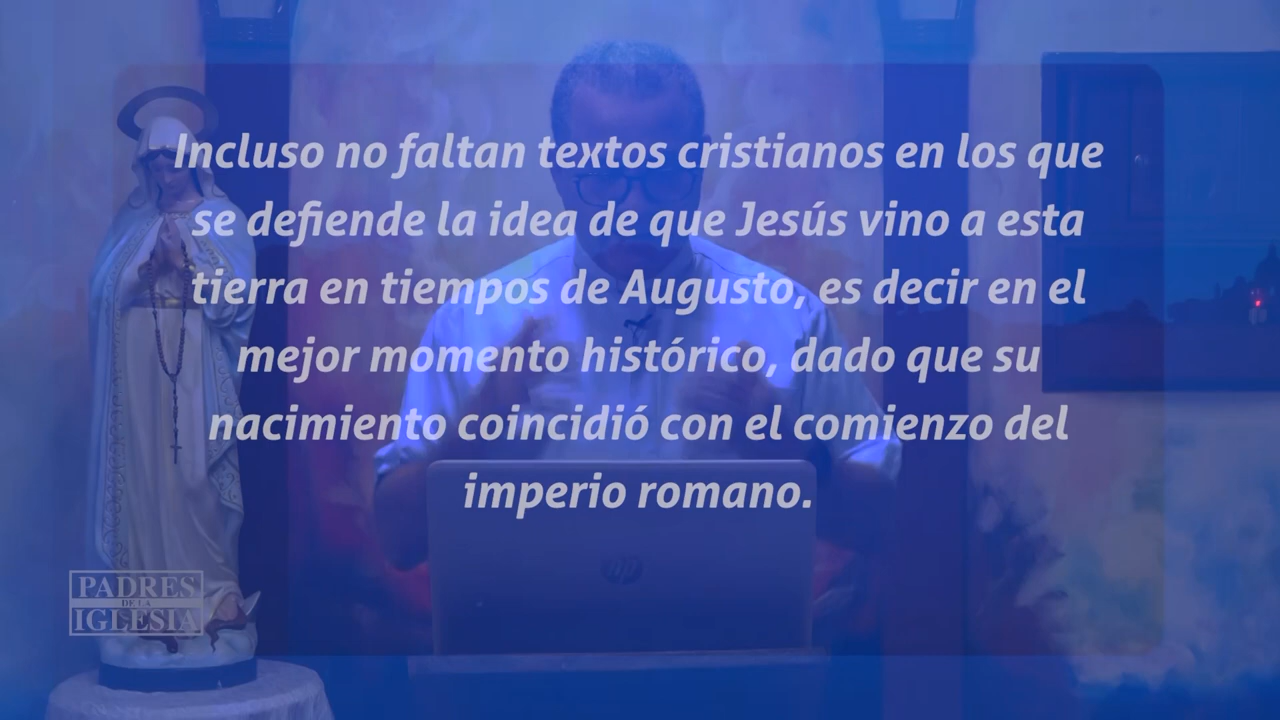 Incluso no faltan textos cristianos en los que
se defiende la idea de que Jesús vino a esta
tierra en tiempos de Augusto, es decir en el
mejor momento histórico, dado que su
nacimiento coincidió con el comienzo del
imperio romano.
hp
PADRES
DE LA
IGLESIA